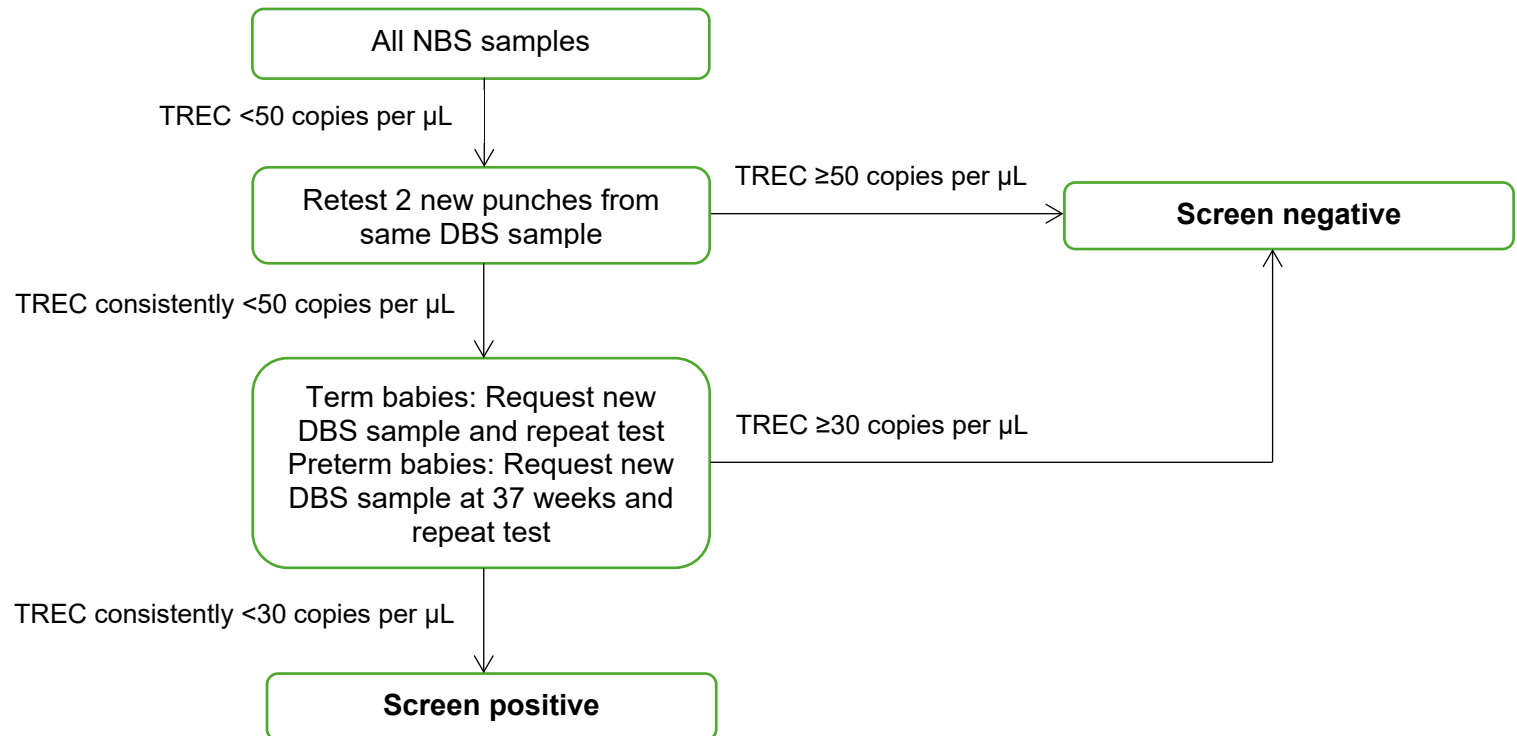 All NBS samples
TREC <50 copies per µL
Retest 2 new punches from
same DBS sample
TREC ≥50 copies per µL
Screen negative
TREC consistently <50 copies per µL
Term babies: Request new
DBS sample and repeat test
Preterm babies: Request new
DBS sample at 37 weeks and
repeat test
TREC ≥30 copies per µL
TREC consistently <30 copies per µL
Screen positive